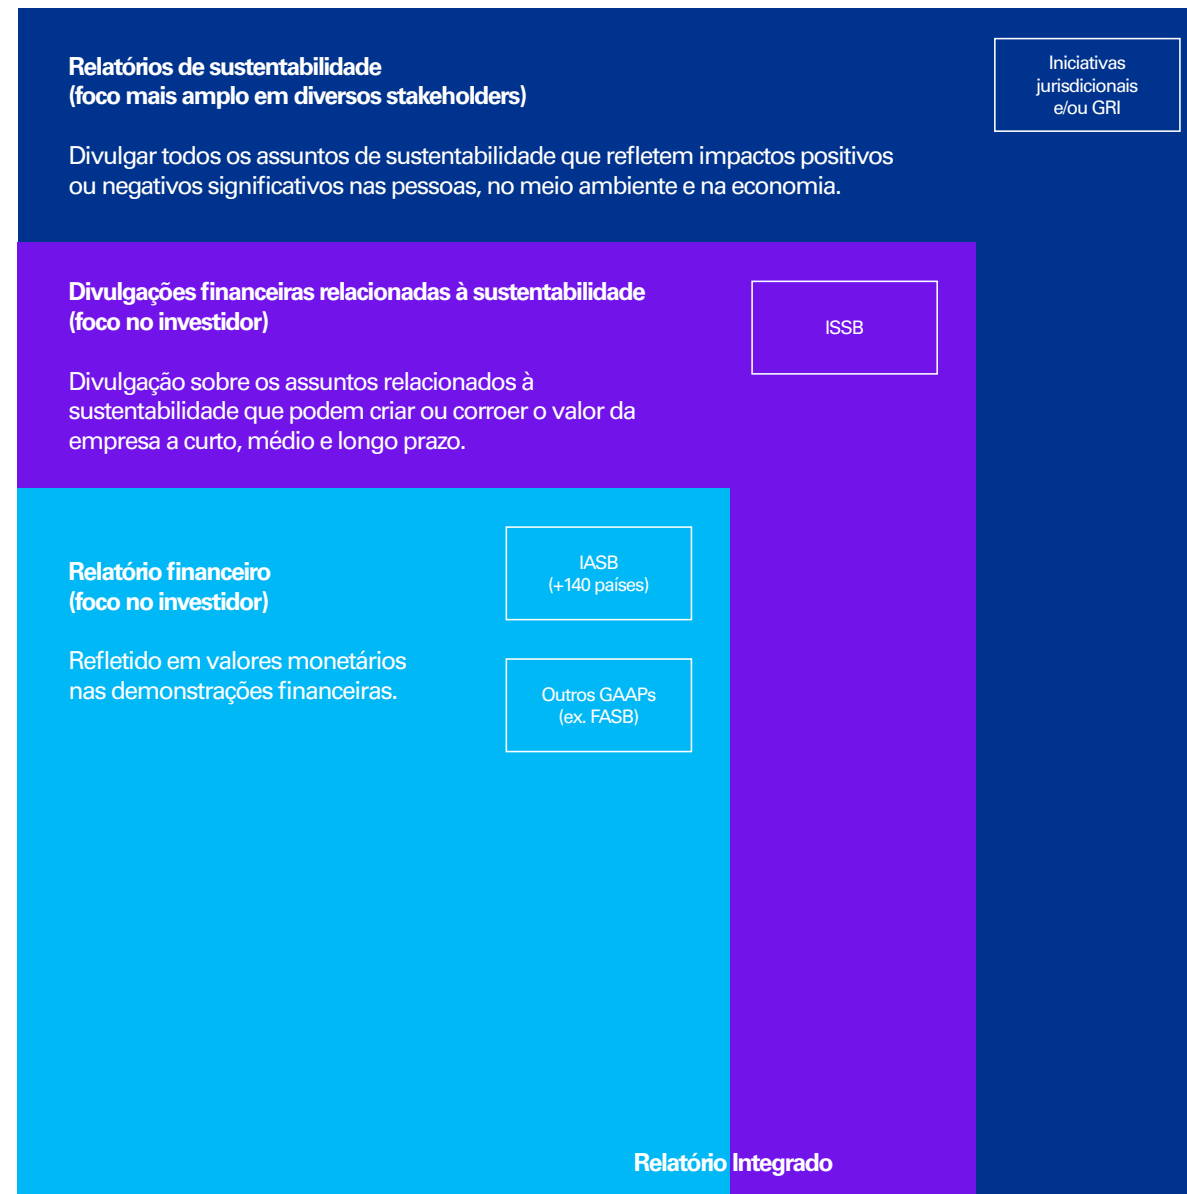 Relatórios de sustentabilidade
(foco mais amplo em diversos stakeholders)
Divulgar todos os assuntos de sustentabilidade que refletem impactos positivos
ou negativos significativos nas pessoas, no meio ambiente e na economia.
Iniciativas
jurisdicionais
e/ou GRI
Divulgações financeiras relacionadas à sustentabilidade
(foco no investidor)
Divulgação sobre os assuntos relacionados à
sustentabilidade que podem criar ou corroer o valor da
empresa a curto, médio e longo prazo.
ISSB
Relatório financeiro
(foco no investidor)
Refletido em valores monetários
nas demonstrações financeiras.
IASB
(+140 países)
Outros GAAPs
(ex. FASB)
Relatório Integrado